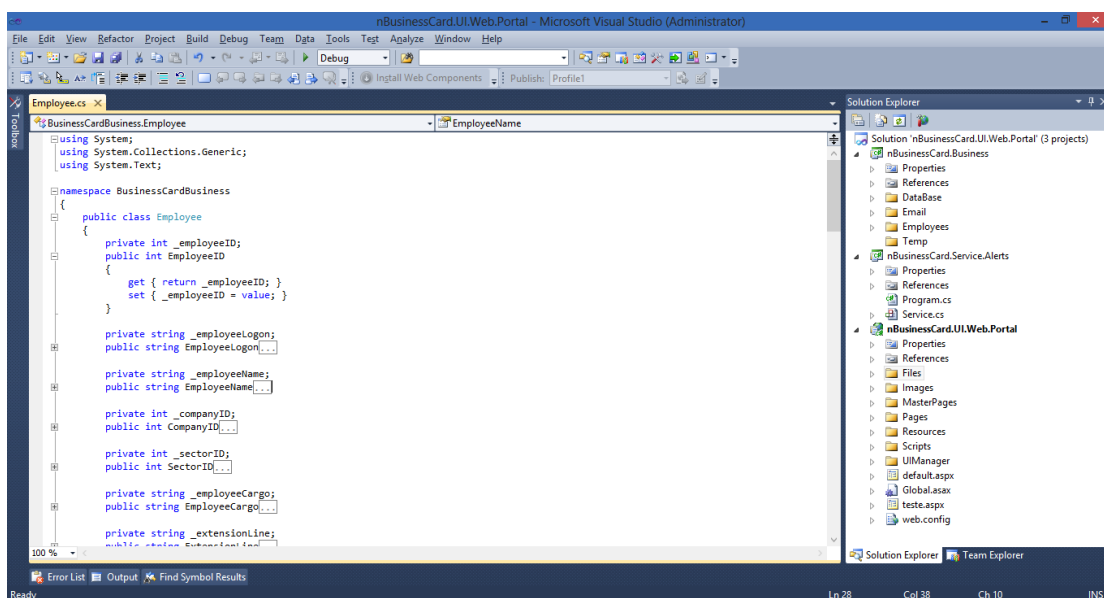 nBusinessCard.UI.Web.Portal - Microsoft Visual Studio (Administrator)
File Edit View Refactor Project Build Debug Team Data Tools Test Analyze Window Help
Debug
Install Web Components Publish: Profile1
Toolbox
Employee.cs
BusinessCardBusiness.Employee EmployeeName
using System;
using System.Collections.Generic;
using System.Text;
namespace BusinessCardBusiness
{
public class Employee
{
private int _employeeID;
public int EmployeeID
{
get { return _employeeID; }
set { _employeeID = value; }
}
private string _employeeLogon;
public string EmployeeLogon...
private string _employeeName;
public string EmployeeName...
private int _companyID;
public int CompanyID...
private int _sectorID;
public int SectorID...
private string _employeeCargo;
public string EmployeeCargo...
private string _extensionLine;
public string ExtensionLine...
100 %
Solution Explorer
Solution 'nBusinessCard.UI.Web.Portal' (3 projects)
nBusinessCard.Business
Properties
References
DataBase
Email
Employees
Temp
nBusinessCard.Service.Alerts
Properties
References
Program.cs
Service.cs
nBusinessCard.UI.Web.Portal
Properties
References
Files
Images
MasterPages
Pages
Resources
Scripts
UIManager
default.aspx
Global.asax
teste.aspx
web.config
Solution Explorer Team Explorer
Error List Output Find Symbol Results
Ready Ln 28 Col 38 Ch 10 INS